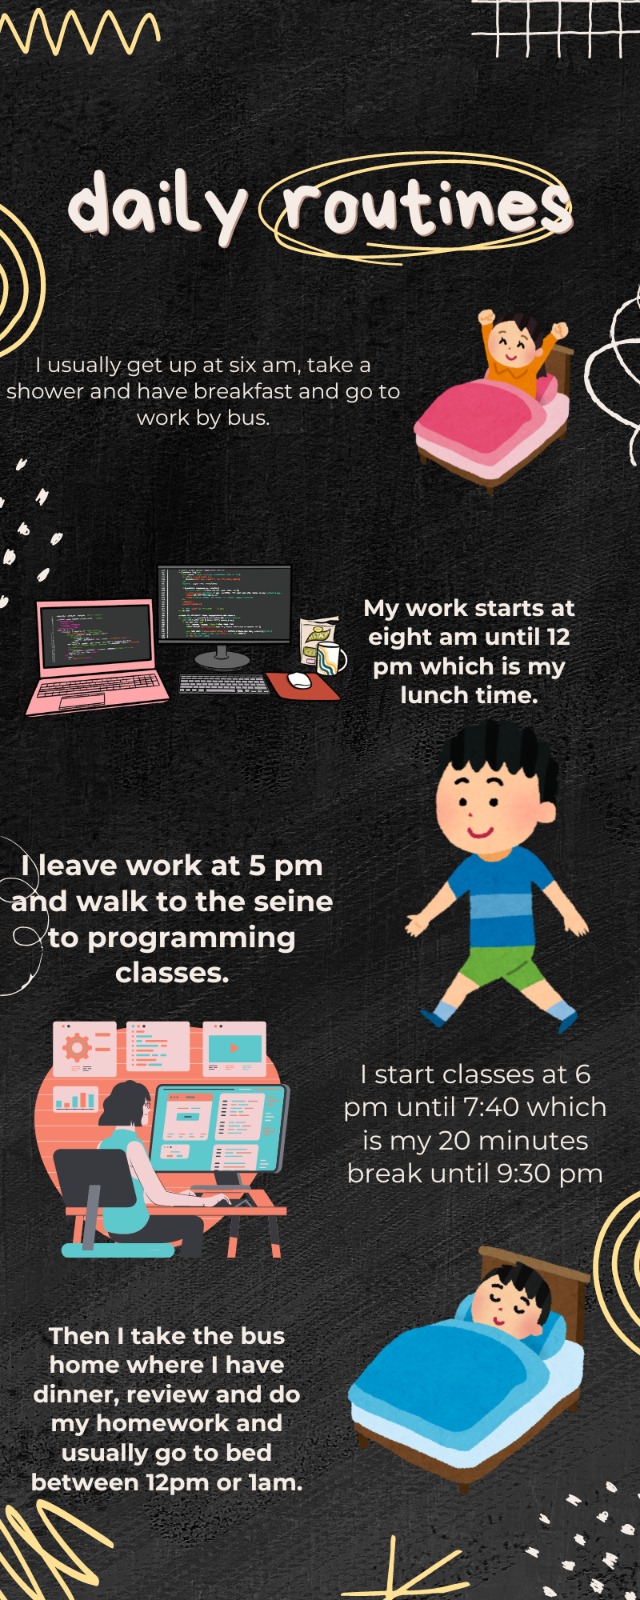 daily routines
I usually get up at six am, take a
shower and have breakfast and go to
work by bus.
My work starts at
eight am until 12
pm which is my
lunch time.
I leave work at 5 pm
and walk to the seine
to programming
classes.
I start classes at 6
pm until 7:40 which
is my 20 minutes
break until 9:30 pm
Then I take the bus
home where I have
dinner, review and do
my homework and
usually go to bed
between 12pm or 1am.